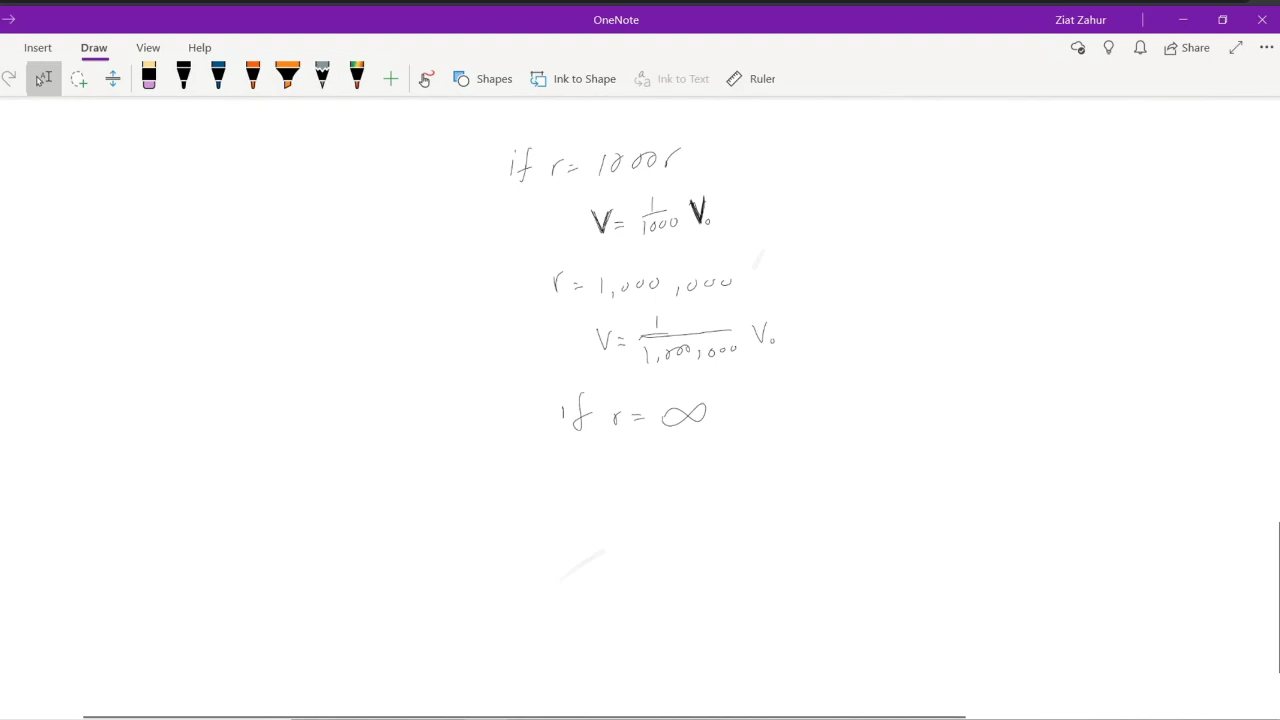 OneNote
Ziat Zahur
Insert Draw View Help
Share
Shapes Ink to Shape Ink to Text Ruler
if r = 1000r
V = 1/1000 V₀
r = 1,000,000
V = 1/1,000,000 V₀
if r = ∞